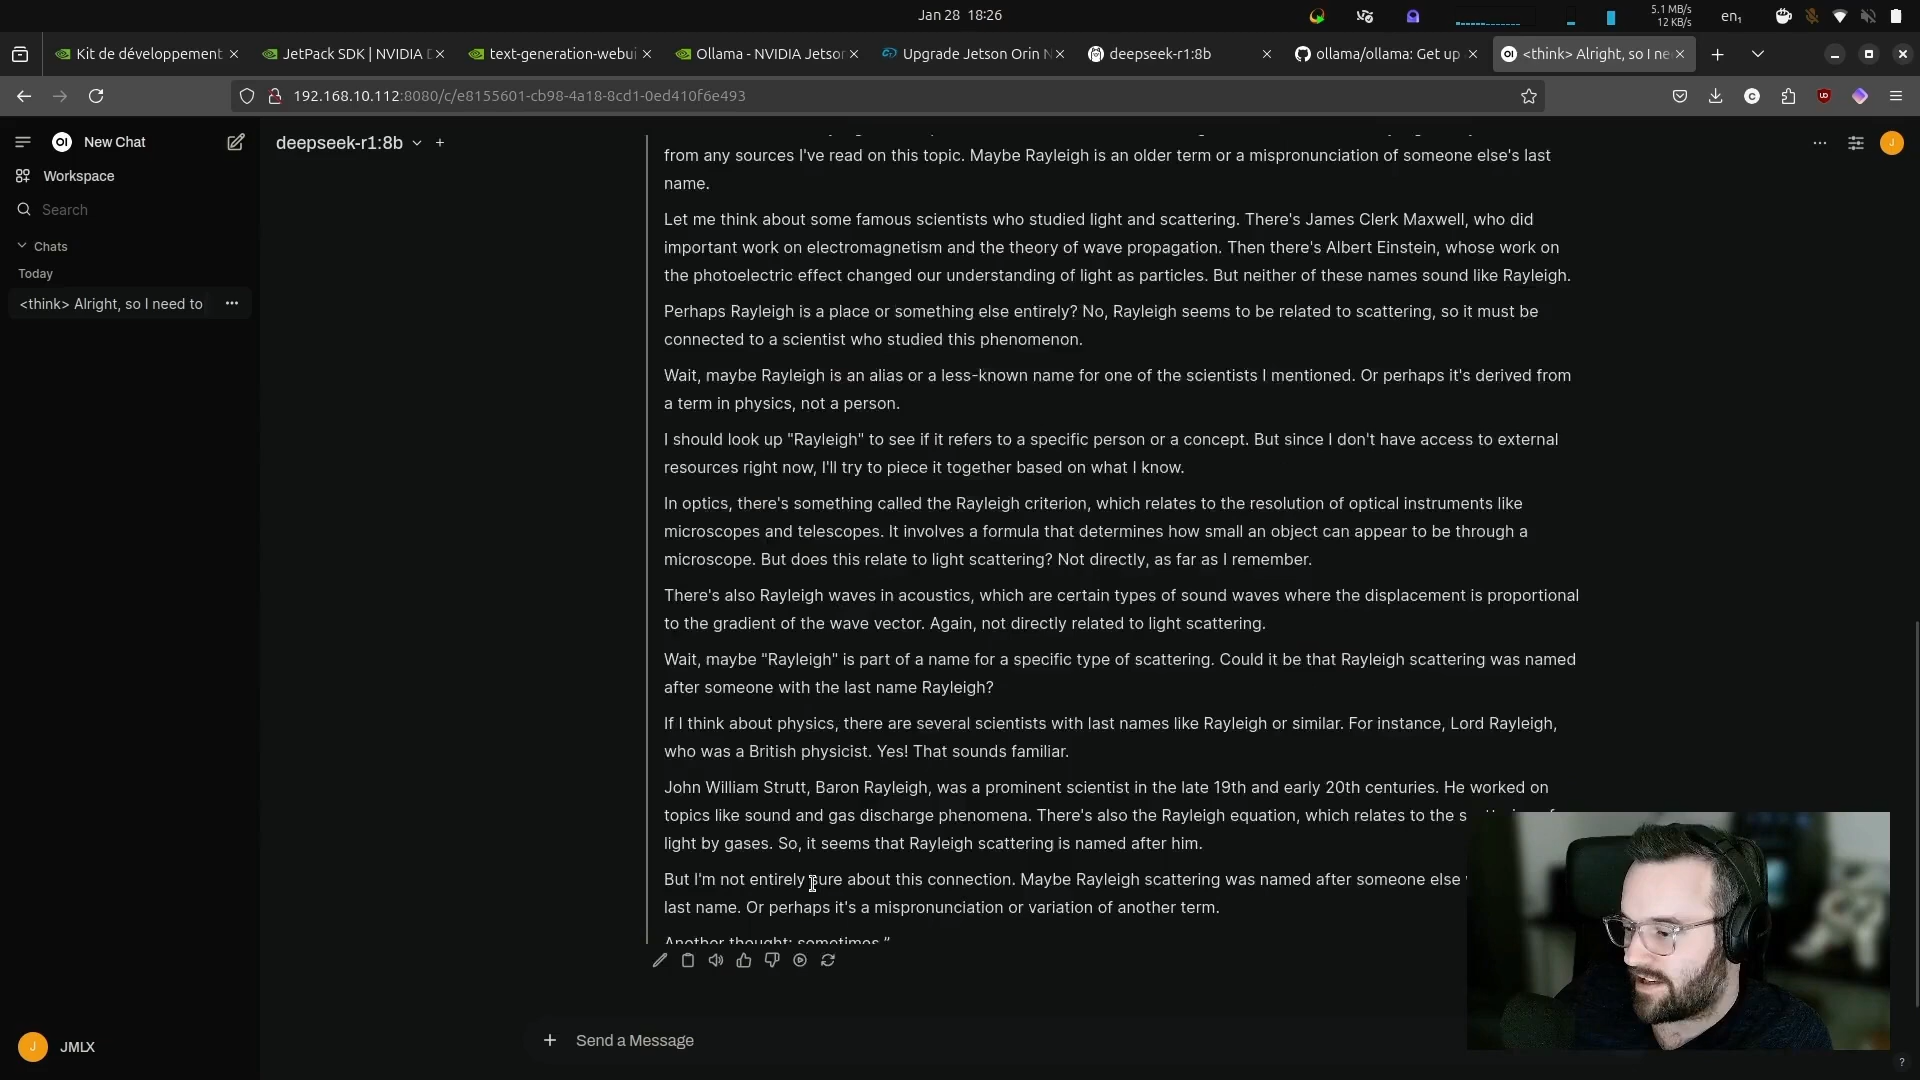 Jan 28 18:26
5.1 MB/s
12 KB/s
en₁
Kit de développement
JetPack SDK | NVIDIA D
text-generation-webui
Ollama - NVIDIA Jetson
Upgrade Jetson Orin N
deepseek-r1:8b
ollama/ollama: Get up
<think> Alright, so I ne
192.168.10.112:8080/c/e8155601-cb98-4a18-8cd1-0ed410f6e493
OI New Chat
Workspace
Search
Chats
Today
<think> Alright, so I need to
deepseek-r1:8b
J
from any sources I've read on this topic. Maybe Rayleigh is an older term or a mispronunciation of someone else's last
name.
Let me think about some famous scientists who studied light and scattering. There's James Clerk Maxwell, who did
important work on electromagnetism and the theory of wave propagation. Then there's Albert Einstein, whose work on
the photoelectric effect changed our understanding of light as particles. But neither of these names sound like Rayleigh.
Perhaps Rayleigh is a place or something else entirely? No, Rayleigh seems to be related to scattering, so it must be
connected to a scientist who studied this phenomenon.
Wait, maybe Rayleigh is an alias or a less-known name for one of the scientists I mentioned. Or perhaps it's derived from
a term in physics, not a person.
I should look up "Rayleigh" to see if it refers to a specific person or a concept. But since I don't have access to external
resources right now, I'll try to piece it together based on what I know.
In optics, there's something called the Rayleigh criterion, which relates to the resolution of optical instruments like
microscopes and telescopes. It involves a formula that determines how small an object can appear to be through a
microscope. But does this relate to light scattering? Not directly, as far as I remember.
There's also Rayleigh waves in acoustics, which are certain types of sound waves where the displacement is proportional
to the gradient of the wave vector. Again, not directly related to light scattering.
Wait, maybe "Rayleigh" is part of a name for a specific type of scattering. Could it be that Rayleigh scattering was named
after someone with the last name Rayleigh?
If I think about physics, there are several scientists with last names like Rayleigh or similar. For instance, Lord Rayleigh,
who was a British physicist. Yes! That sounds familiar.
John William Strutt, Baron Rayleigh, was a prominent scientist in the late 19th and early 20th centuries. He worked on
topics like sound and gas discharge phenomena. There's also the Rayleigh equation, which relates to the
light by gases. So, it seems that Rayleigh scattering is named after him.
But I'm not entirely sure about this connection. Maybe Rayleigh scattering was named after someone else
last name. Or perhaps it's a mispronunciation or variation of another term.
Another thought: sometimes "
Send a Message
J JMLX
?